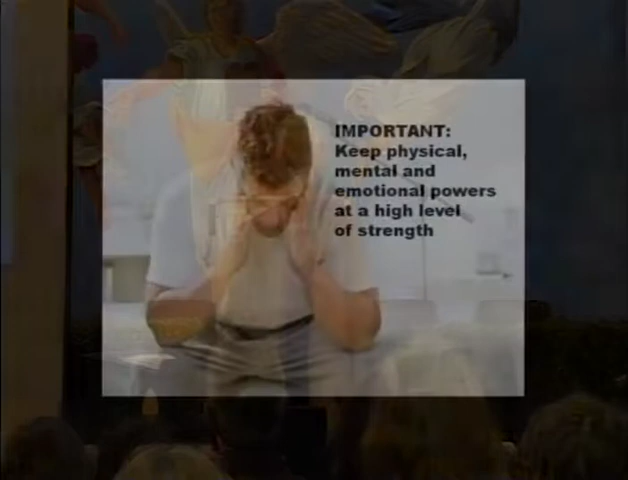 IMPORTANT:
Keep physical,
mental and
emotional powers
at a high level
of strength